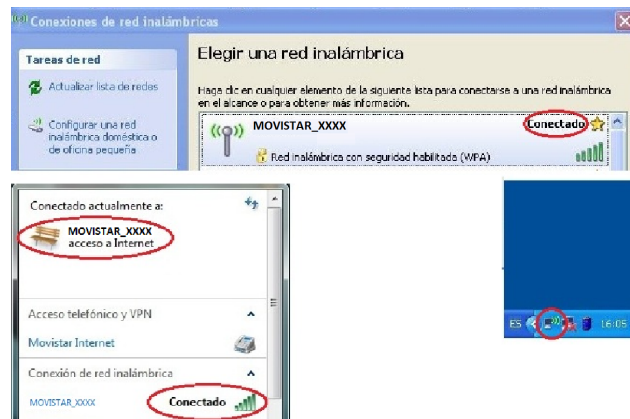 Conexiones de red inalámbricas
Tareas de red
Actualizar lista de redes
Configurar una red
inalámbrica doméstica o
de oficina pequeña
Elegir una red inalámbrica
Haga clic en cualquier elemento de la siguiente lista para conectarse a una red inalámbrica
en el alcance o para obtener más información.
MOVISTAR_XXXX
Conectado
Red inalámbrica con seguridad habilitada (WPA)
Conectado actualmente a:
MOVISTAR_XXXX
acceso a Internet
Acceso telefónico y VPN
Movistar Internet
Conexión de red inalámbrica
MOVISTAR_XXXX Conectado
ES 16:05